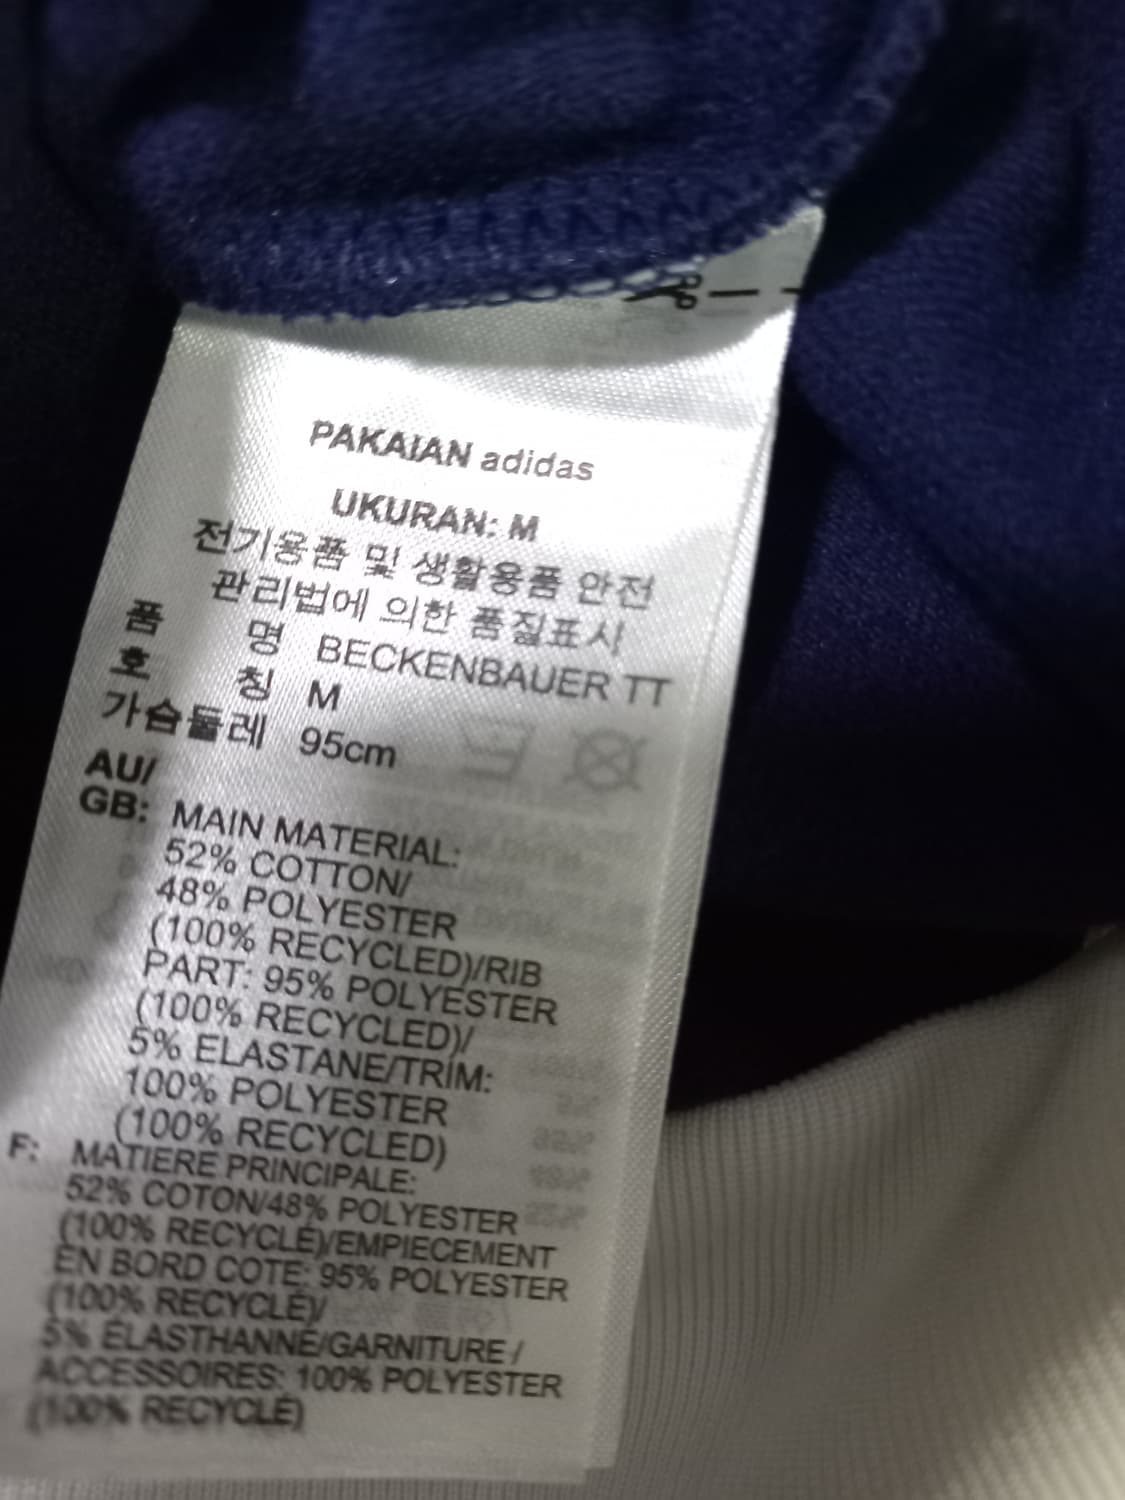 PAKAIAN adidas
UKURAN: M
전기용품 및 생활용품 안전
관리법에 의한 품질표시
품 명 BECKENBAUER TT
호 칭 M
가슴둘레 95cm
AU/
GB: MAIN MATERIAL:
52% COTTON/
48% POLYESTER
(100% RECYCLED)/RIB
PART: 95% POLYESTER
(100% RECYCLED)/
5% ELASTANE/TRIM:
100% POLYESTER
(100% RECYCLED)
F: MATIERE PRINCIPALE:
52% COTON/48% POLYESTER
(100% RECYCLÉ)/EMPIECEMENT
EN BORD COTE: 95% POLYESTER
(100% RECYCLÉ)/
5% ÉLASTHANNE/GARNITURE /
ACCESSOIRES: 100% POLYESTER
(100% RECYCLÉ)